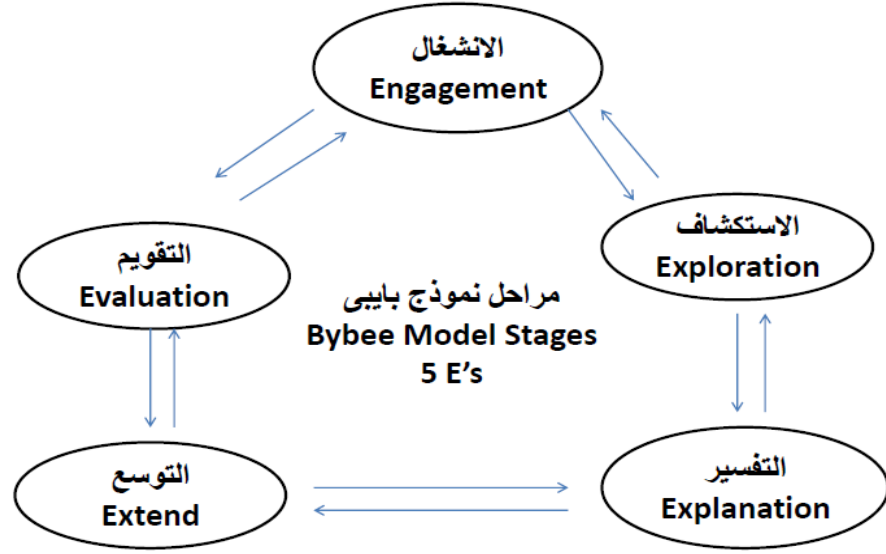 الانشغال
Engagement
الاستكشاف
Exploration
التقويم
Evaluation
مراحل نموذج بايبى
Bybee Model Stages
5 E’s
التفسير
Explanation
التوسع
Extend